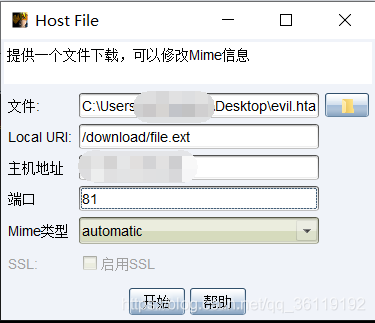 Host File
提供一个文件下载，可以修改Mime信息
文件: C:\Users \Desktop\evil.hta
Local URI: /download/file.ext
主机地址
端口 81
Mime类型 automatic
SSL: 启用SSL
开始 帮助
https://blog.csdn.net/qq_36119192